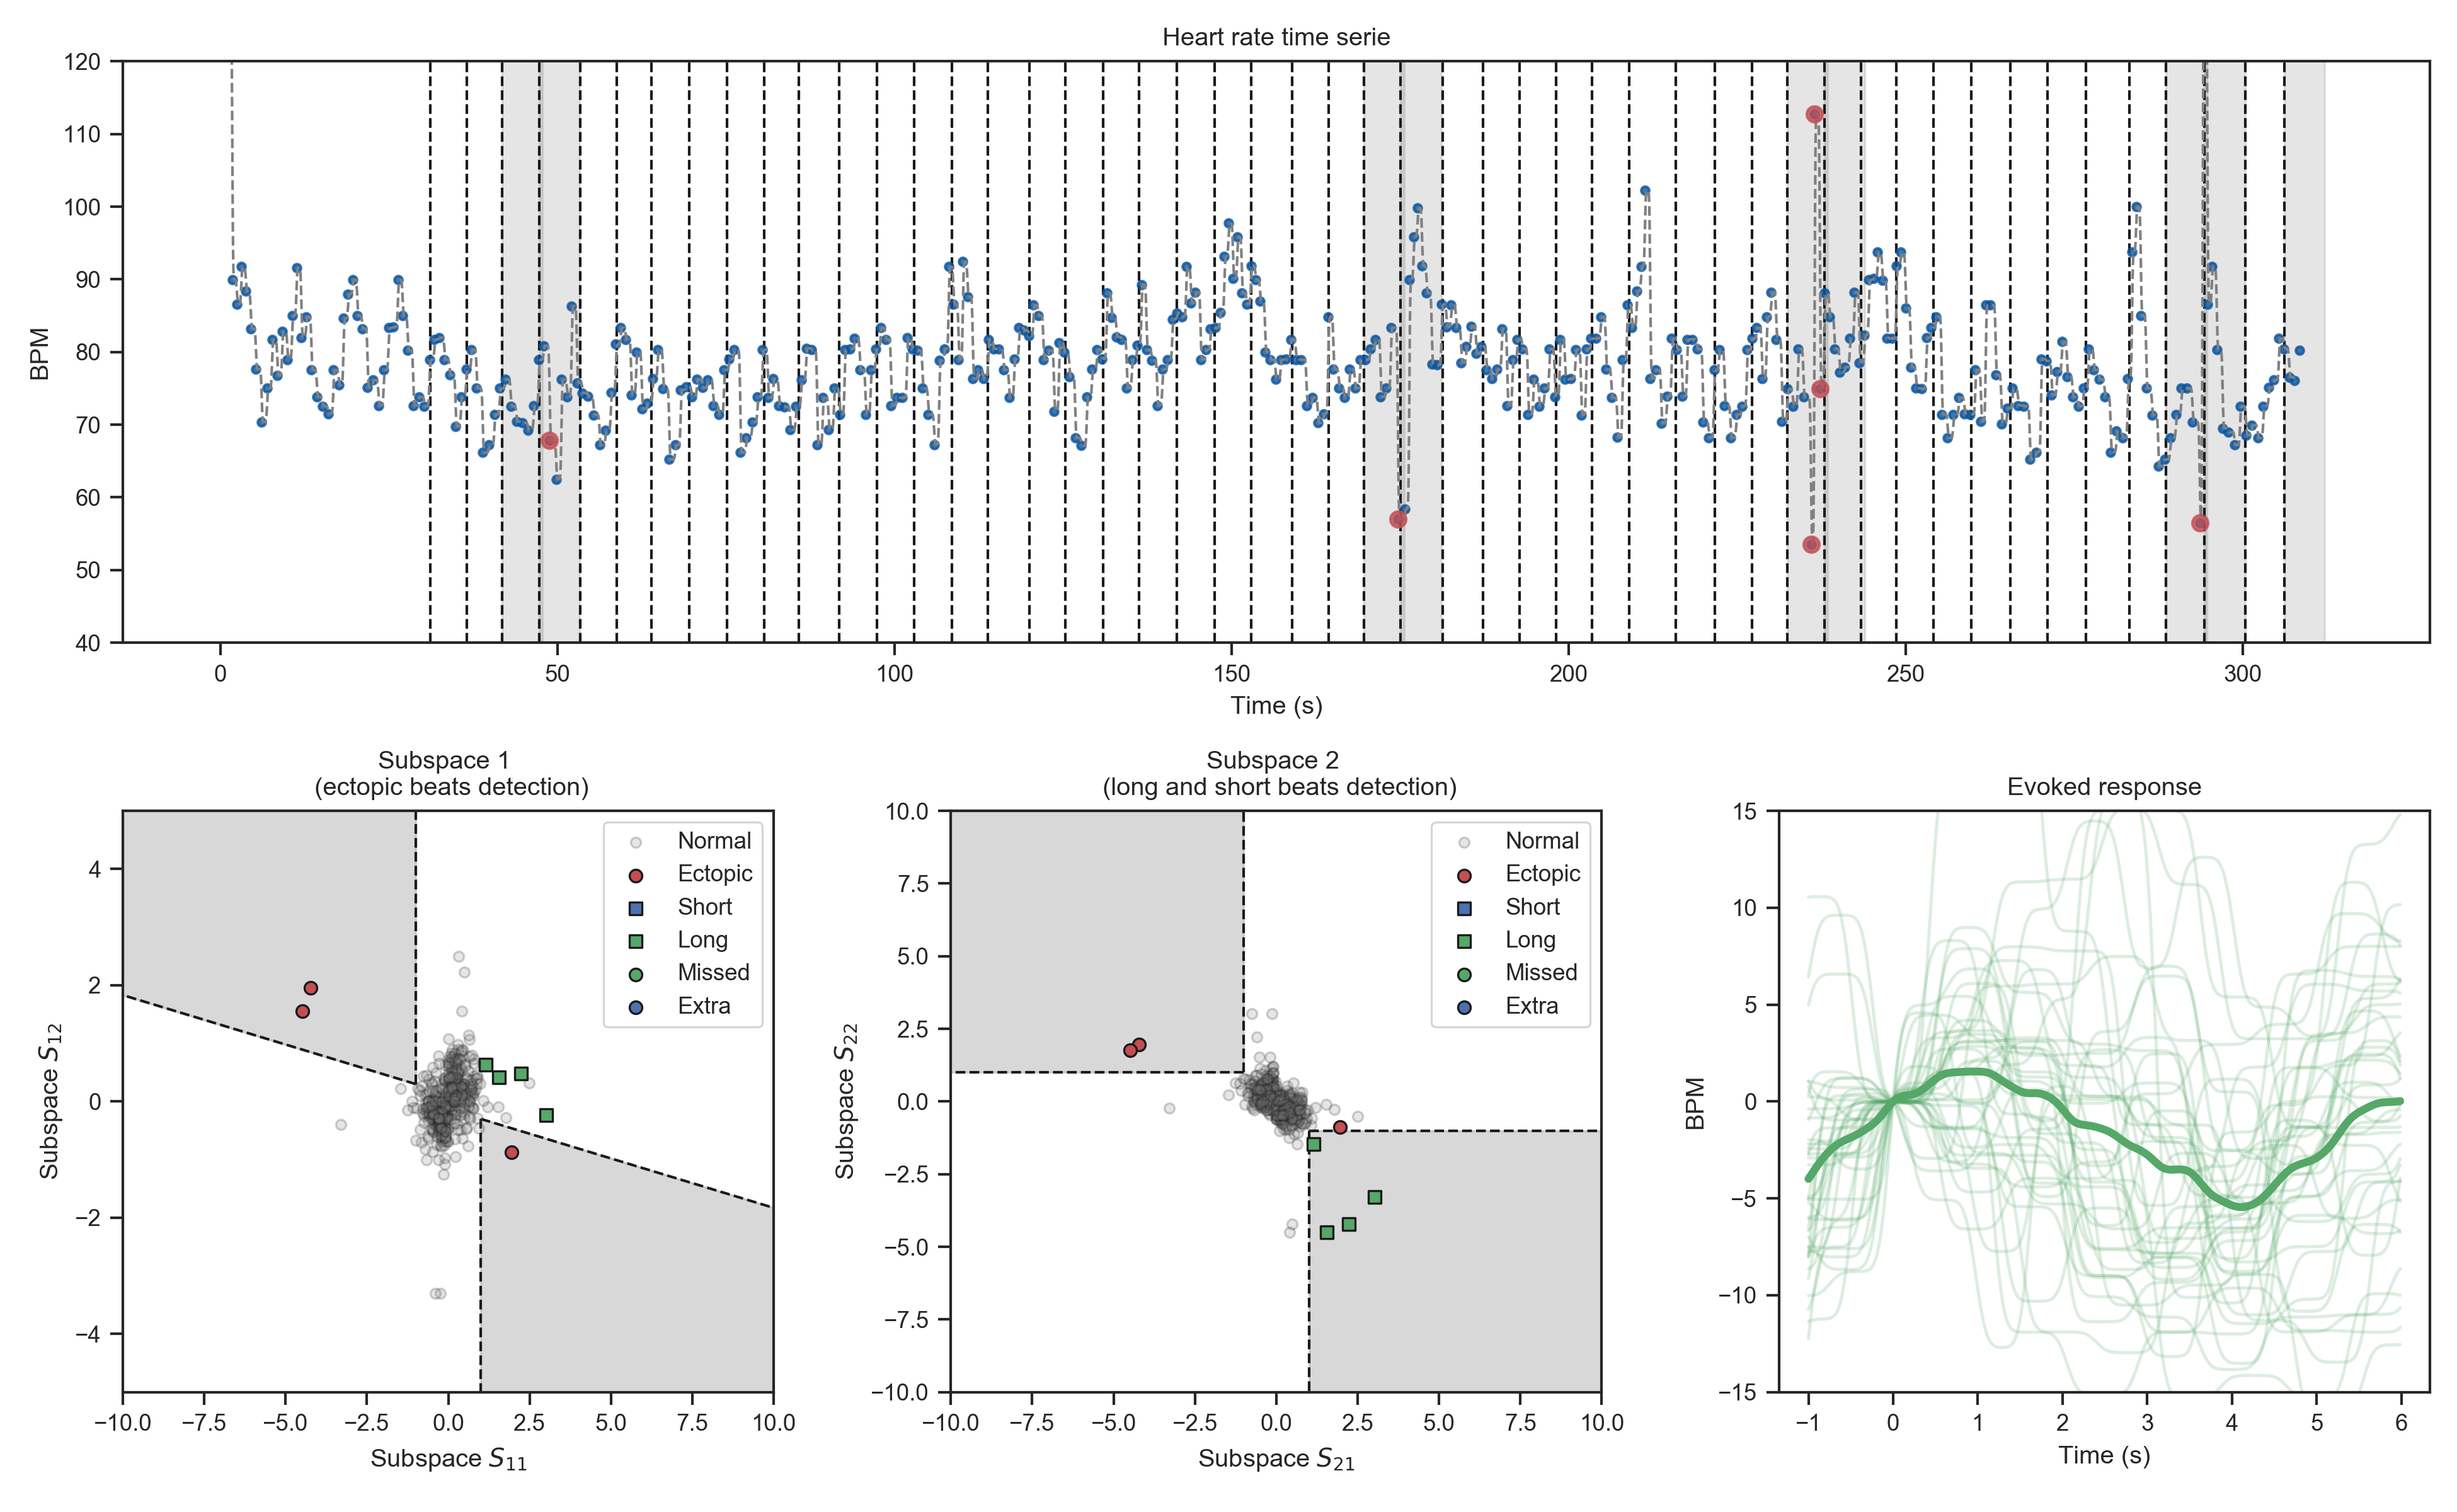 Heart rate time serie
120
110
100
90
80
70
60
50
40
BPM
0 50 100 150 200 250 300
Time (s)
Subspace 1
(ectopic beats detection)
4
2
0
−2
−4
Subspace S12
Normal
Ectopic
Short
Long
Missed
Extra
−10.0 −7.5 −5.0 −2.5 0.0 2.5 5.0 7.5 10.0
Subspace S11
Subspace 2
(long and short beats detection)
10.0
7.5
5.0
2.5
0.0
−2.5
−5.0
−7.5
−10.0
Subspace S22
Normal
Ectopic
Short
Long
Missed
Extra
−10.0 −7.5 −5.0 −2.5 0.0 2.5 5.0 7.5 10.0
Subspace S21
Evoked response
15
10
5
0
−5
−10
−15
BPM
−1 0 1 2 3 4 5 6
Time (s)